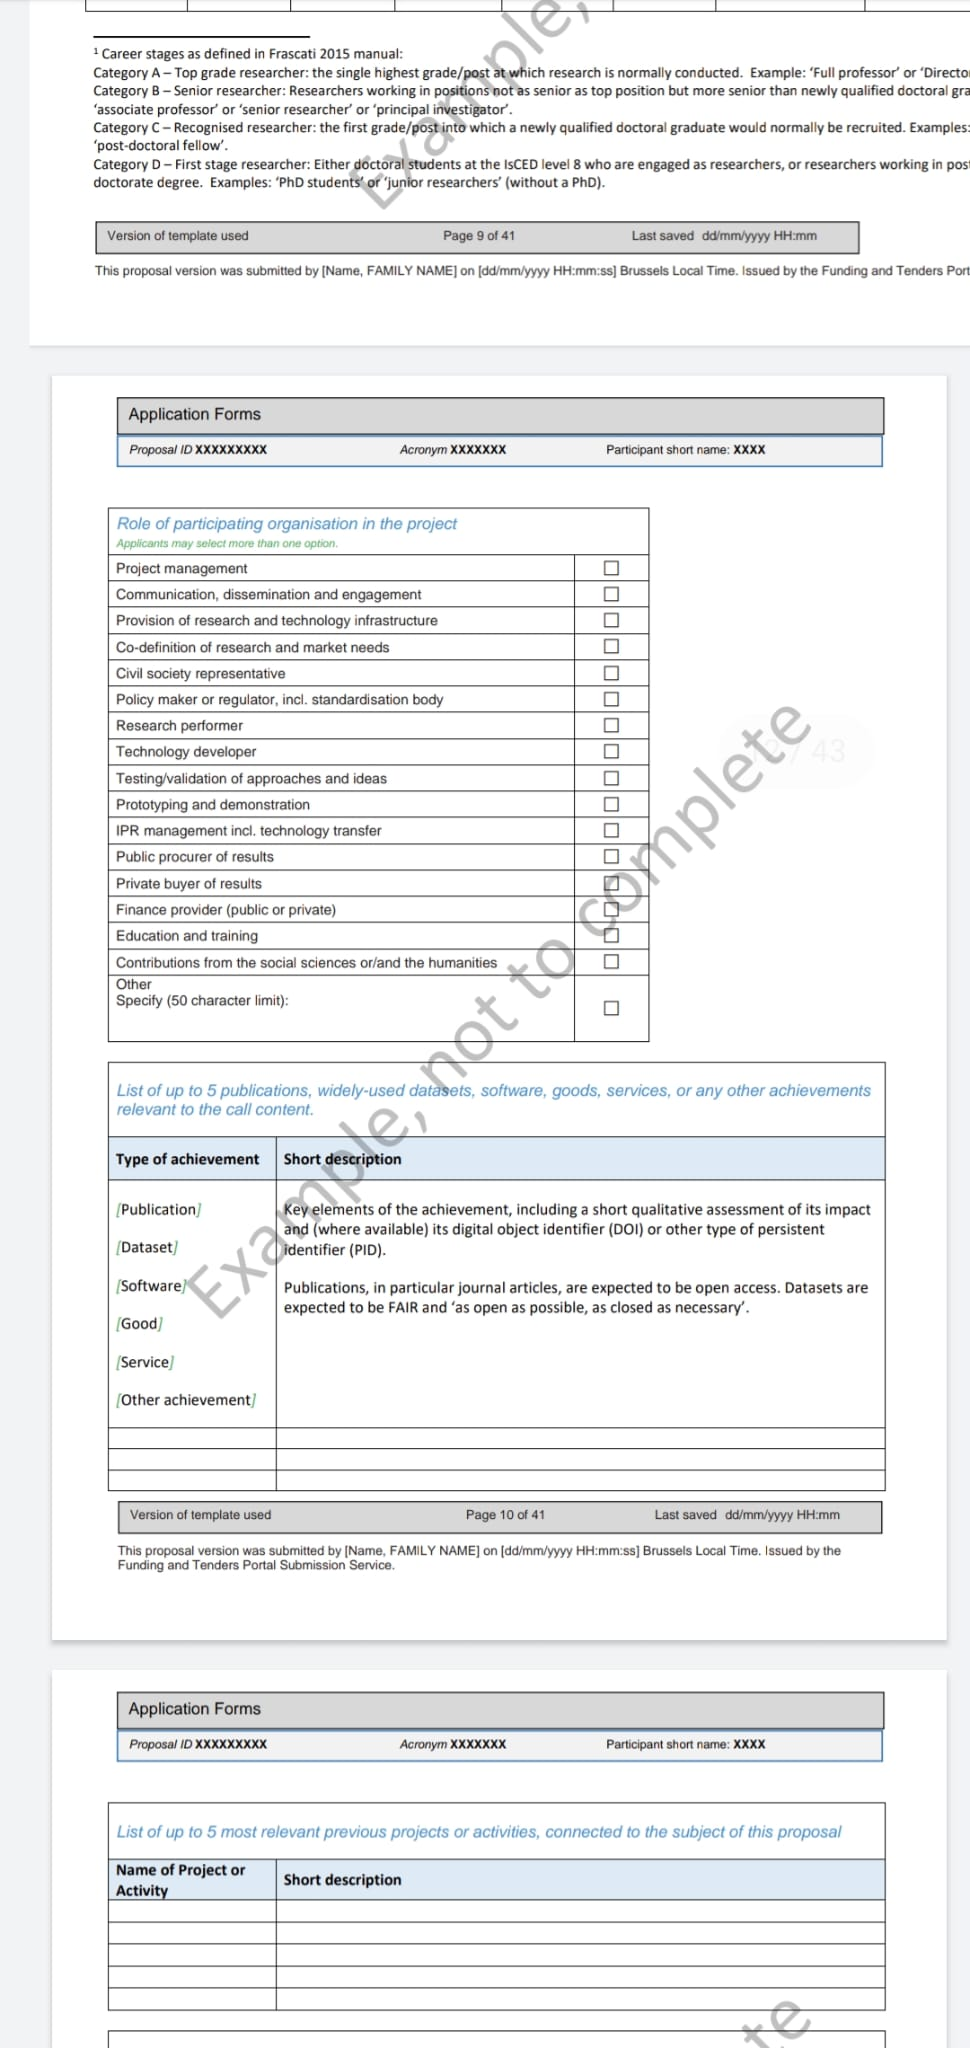 ¹ Career stages as defined in Frascati 2015 manual:
Category A – Top grade researcher: the single highest grade/post at which research is normally conducted. Example: ‘Full professor’ or ‘Directo
Category B – Senior researcher: Researchers working in positions not as senior as top position but more senior than newly qualified doctoral gra
‘associate professor’ or ‘senior researcher’ or ‘principal investigator’.
Category C – Recognised researcher: the first grade/post into which a newly qualified doctoral graduate would normally be recruited. Examples:
‘post-doctoral fellow’.
Category D – First stage researcher: Either doctoral students at the IsCED level 8 who are engaged as researchers, or researchers working in post
doctorate degree. Examples: ‘PhD students’ or ‘junior researchers’ (without a PhD).
Example,
Version of template used Page 9 of 41 Last saved dd/mm/yyyy HH:mm
This proposal version was submitted by [Name, FAMILY NAME] on [dd/mm/yyyy HH:mm:ss] Brussels Local Time. Issued by the Funding and Tenders Port
Application Forms
Proposal ID XXXXXXXXX Acronym XXXXXXX Participant short name: XXXX
Role of participating organisation in the project
Applicants may select more than one option.
Project management
Communication, dissemination and engagement
Provision of research and technology infrastructure
Co-definition of research and market needs
Civil society representative
Policy maker or regulator, incl. standardisation body
Research performer
Technology developer
Testing/validation of approaches and ideas
Prototyping and demonstration
IPR management incl. technology transfer
Public procurer of results
Private buyer of results
Finance provider (public or private)
Education and training
Contributions from the social sciences or/and the humanities
Other
Specify (50 character limit):
/ 43
Example, not to complete
List of up to 5 publications, widely-used datasets, software, goods, services, or any other achievements
relevant to the call content.
Type of achievement Short description
[Publication]
[Dataset]
[Software]
[Good]
[Service]
[Other achievement]
Key elements of the achievement, including a short qualitative assessment of its impact
and (where available) its digital object identifier (DOI) or other type of persistent
identifier (PID).
Publications, in particular journal articles, are expected to be open access. Datasets are
expected to be FAIR and ‘as open as possible, as closed as necessary’.
Version of template used Page 10 of 41 Last saved dd/mm/yyyy HH:mm
This proposal version was submitted by [Name, FAMILY NAME] on [dd/mm/yyyy HH:mm:ss] Brussels Local Time. Issued by the
Funding and Tenders Portal Submission Service.
Application Forms
Proposal ID XXXXXXXXX Acronym XXXXXXX Participant short name: XXXX
List of up to 5 most relevant previous projects or activities, connected to the subject of this proposal
Name of Project or
Activity
Short description
te